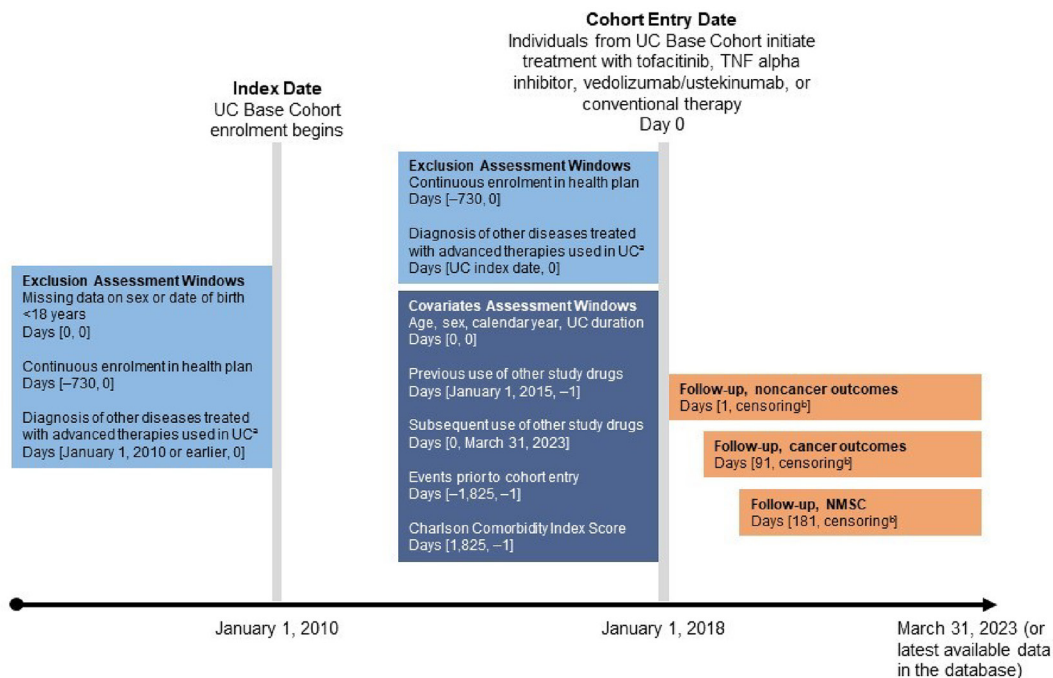 Cohort Entry Date
Individuals from UC Base Cohort initiate
treatment with tofacitinib, TNF alpha
inhibitor, vedolizumab/ustekinumab, or
conventional therapy
Day 0
Index Date
UC Base Cohort
enrolment begins
Exclusion Assessment Windows
Missing data on sex or date of birth
<18 years
Days [0, 0]
Continuous enrolment in health plan
Days [–730, 0]
Diagnosis of other diseases treated
with advanced therapies used in UCª
Days [January 1, 2010 or earlier, 0]
Exclusion Assessment Windows
Continuous enrolment in health plan
Days [–730, 0]
Diagnosis of other diseases treated
with advanced therapies used in UCª
Days [UC index date, 0]
Covariates Assessment Windows
Age, sex, calendar year, UC duration
Days [0, 0]
Previous use of other study drugs
Days [January 1, 2015, –1]
Subsequent use of other study drugs
Days [0, March 31, 2023]
Events prior to cohort entry
Days [–1,825, –1]
Charlson Comorbidity Index Score
Days [1,825, –1]
Follow-up, noncancer outcomes
Days [1, censoringᵇ]
Follow-up, cancer outcomes
Days [91, censoringᵇ]
Follow-up, NMSC
Days [181, censoringᵇ]
January 1, 2010
January 1, 2018
March 31, 2023 (or
latest available data
in the database)